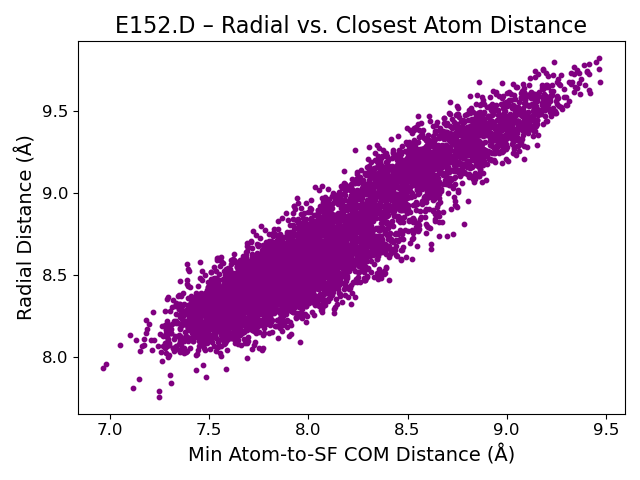 E152.D – Radial vs. Closest Atom Distance
Radial Distance (Å)
9.5
9.0
8.5
8.0
7.0 7.5 8.0 8.5 9.0 9.5
Min Atom-to-SF COM Distance (Å)